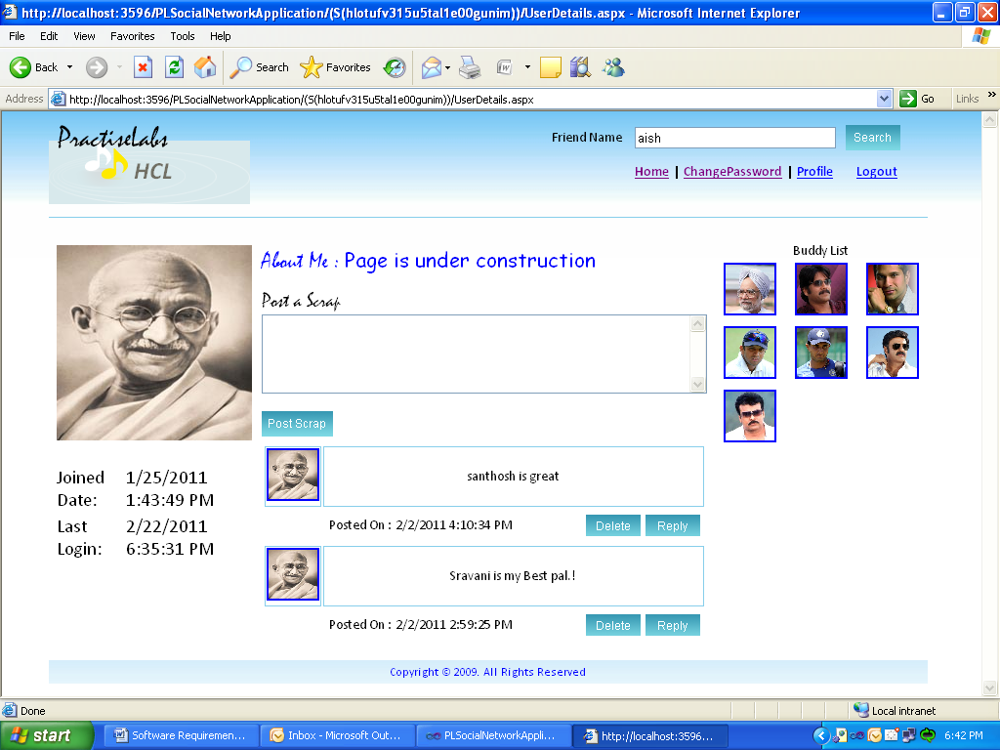 http://localhost:3596/PLSocialNetworkApplication/(S(hlotufv315u5tal1e00gunim))/UserDetails.aspx - Microsoft Internet Explorer
File Edit View Favorites Tools Help
Back Search Favorites
Address http://localhost:3596/PLSocialNetworkApplication/(S(hlotufv315u5tal1e00gunim))/UserDetails.aspx Go Links
PractiseLabs
HCL
Friend Name aish Search
Home | ChangePassword | Profile Logout
About Me : Page is under construction
Buddy List
Post a Scrap
Post Scrap
Joined Date: 1/25/2011 1:43:49 PM
Last Login: 2/22/2011 6:35:31 PM
santhosh is great
Posted On : 2/2/2011 4:10:34 PM Delete Reply
Sravani is my Best pal.!
Posted On : 2/2/2011 2:59:25 PM Delete Reply
Copyright © 2009. All Rights Reserved
Done Local intranet
start Software Requiremen... Inbox - Microsoft Out... PLSocialNetworkAppli... http://localhost:3596... 6:42 PM